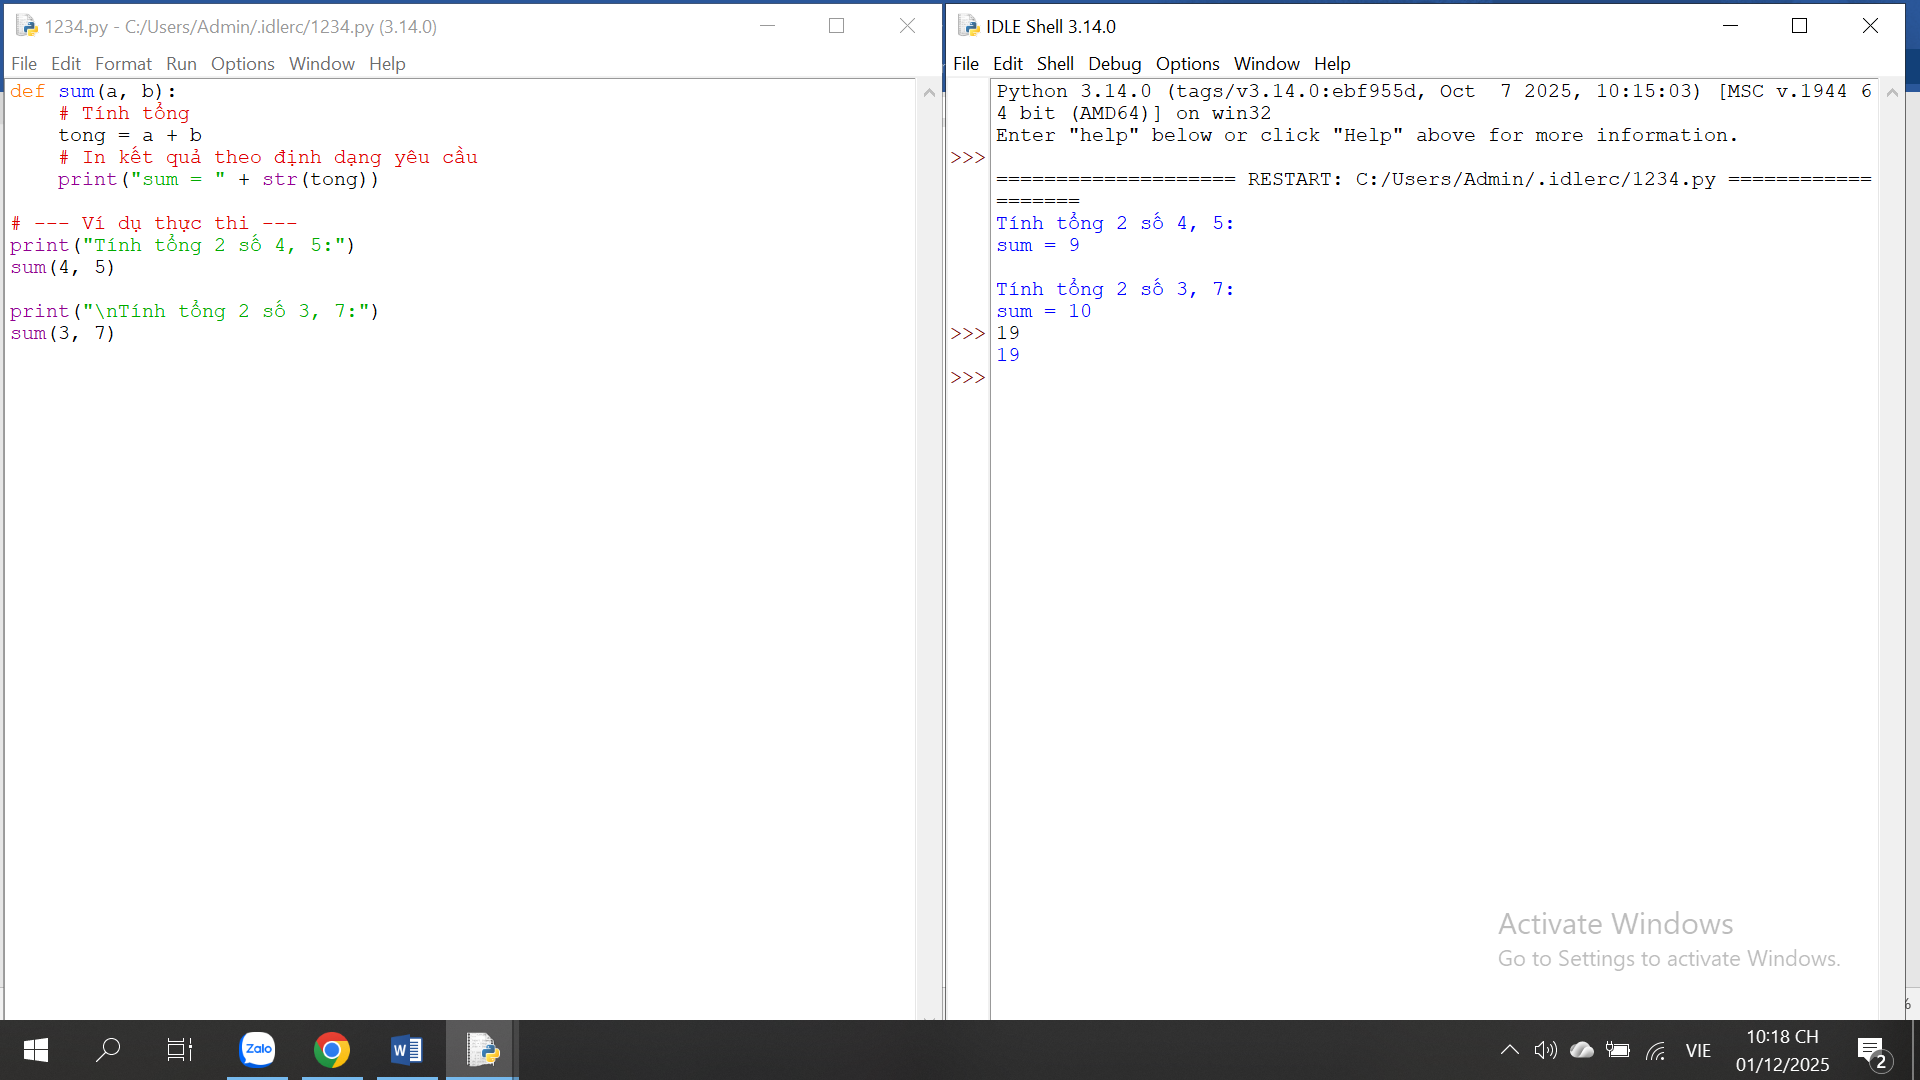 1234.py - C:/Users/Admin/.idlerc/1234.py (3.14.0)
File Edit Format Run Options Window Help
def sum(a, b):
    # Tính tổng
    tong = a + b
    # In kết quả theo định dạng yêu cầu
    print("sum = " + str(tong))

# --- Ví dụ thực thi ---
print("Tính tổng 2 số 4, 5:")
sum(4, 5)

print("\nTính tổng 2 số 3, 7:")
sum(3, 7)
IDLE Shell 3.14.0
File Edit Shell Debug Options Window Help
Python 3.14.0 (tags/v3.14.0:ebf955d, Oct  7 2025, 10:15:03) [MSC v.1944 6
4 bit (AMD64)] on win32
Enter "help" below or click "Help" above for more information.
>>>
==================== RESTART: C:/Users/Admin/.idlerc/1234.py ============
=======
Tính tổng 2 số 4, 5:
sum = 9

Tính tổng 2 số 3, 7:
sum = 10
>>> 19
19
>>>
Activate Windows
Go to Settings to activate Windows.
Zalo
W
VIE
10:18 CH
01/12/2025
2